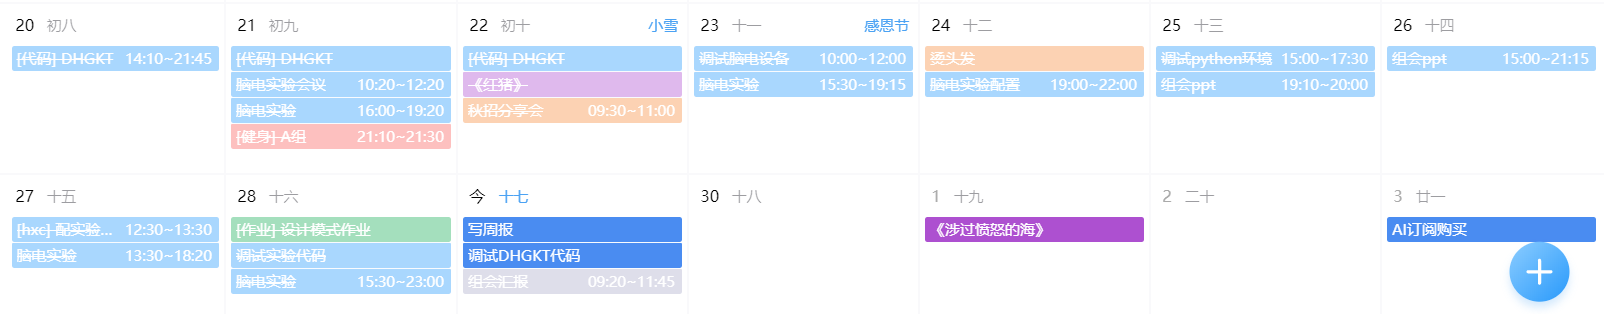 20 初八
[代码] DHGKT 14:10~21:45
21 初九
[代码] DHGKT
脑电实验会议 10:20~12:20
脑电实验 16:00~19:20
[健身] A组 21:10~21:30
22 初十 小雪
[代码] DHGKT
《红猪》
秋招分享会 09:30~11:00
23 十一 感恩节
调试脑电设备 10:00~12:00
脑电实验 15:30~19:15
24 十二
烫头发
脑电实验配置 19:00~22:00
25 十三
调试python环境 15:00~17:30
组会ppt 19:10~20:00
26 十四
组会ppt 15:00~21:15
27 十五
[hxc] 配实验... 12:30~13:30
脑电实验 13:30~18:20
28 十六
[作业] 设计模式作业
调试实验代码
脑电实验 15:30~23:00
今 十七
写周报
调试DHGKT代码
组会汇报 09:20~11:45
30 十八
1 十九
《涉过愤怒的海》
2 二十
3 廿一
AI订阅购买